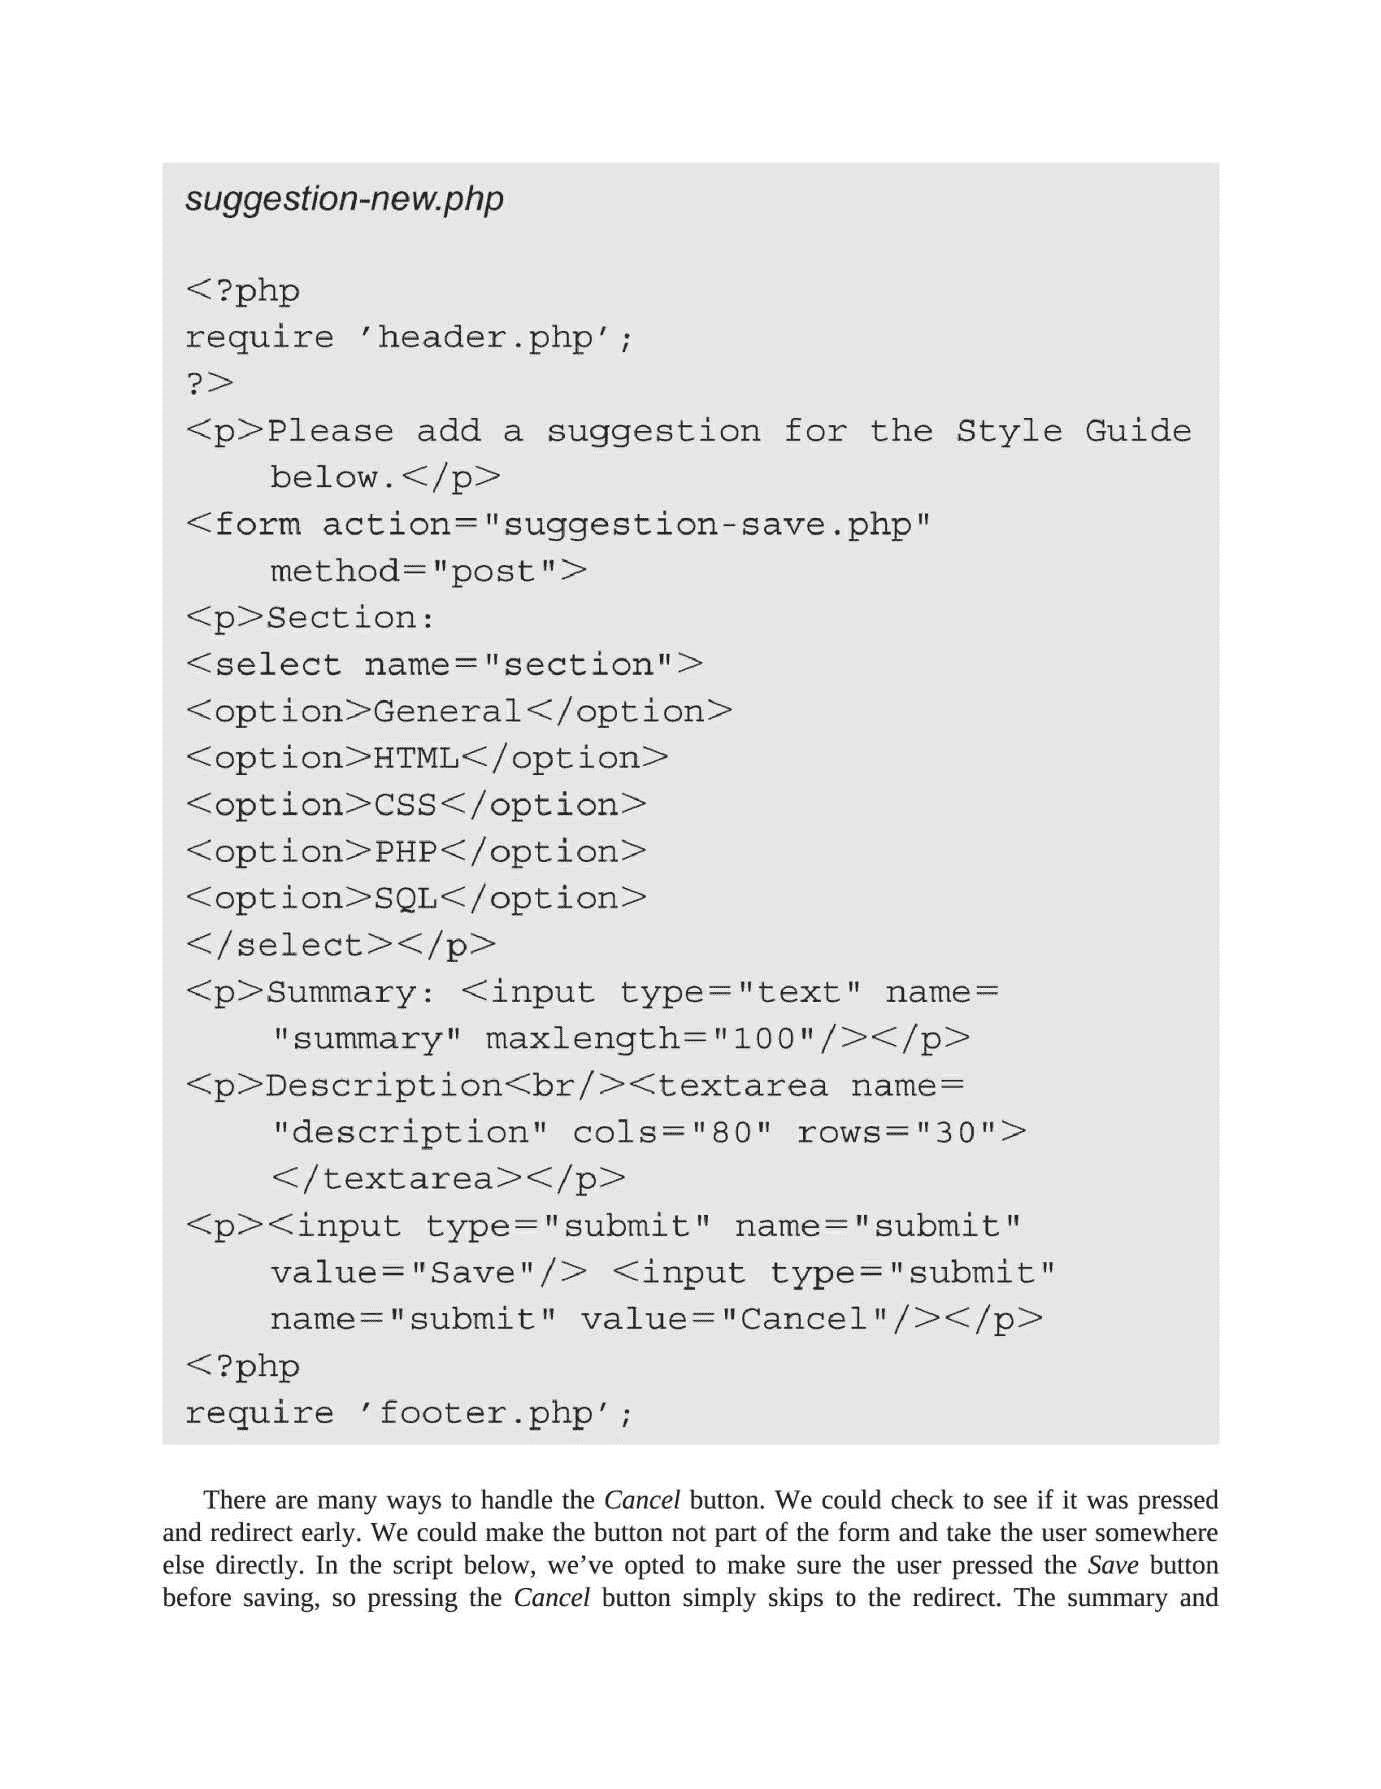 suggestion-new.php
<?php
require 'header.php';
?>
<p>Please add a suggestion for the Style Guide
below.</p>
<form action="suggestion-save.php"
method="post">
<p>Section:
<select name="section">
<option>General</option>
<option>HTML</option>
<option>CSS</option>
<option>PHP</option>
<option>SQL</option>
</select></p>
<p>Summary: <input type="text" name=
"summary" maxlength="100"/></p>
<p>Description<br/><textarea name=
"description" cols="80" rows="30">
</textarea></p>
<p><input type="submit" name="submit"
value="Save"/> <input type="submit"
name="submit" value="Cancel"/></p>
<?php
require 'footer.php';
There are many ways to handle the Cancel button. We could check to see if it was pressed
and redirect early. We could make the button not part of the form and take the user somewhere
else directly. In the script below, we’ve opted to make sure the user pressed the Save button
before saving, so pressing the Cancel button simply skips to the redirect. The summary and